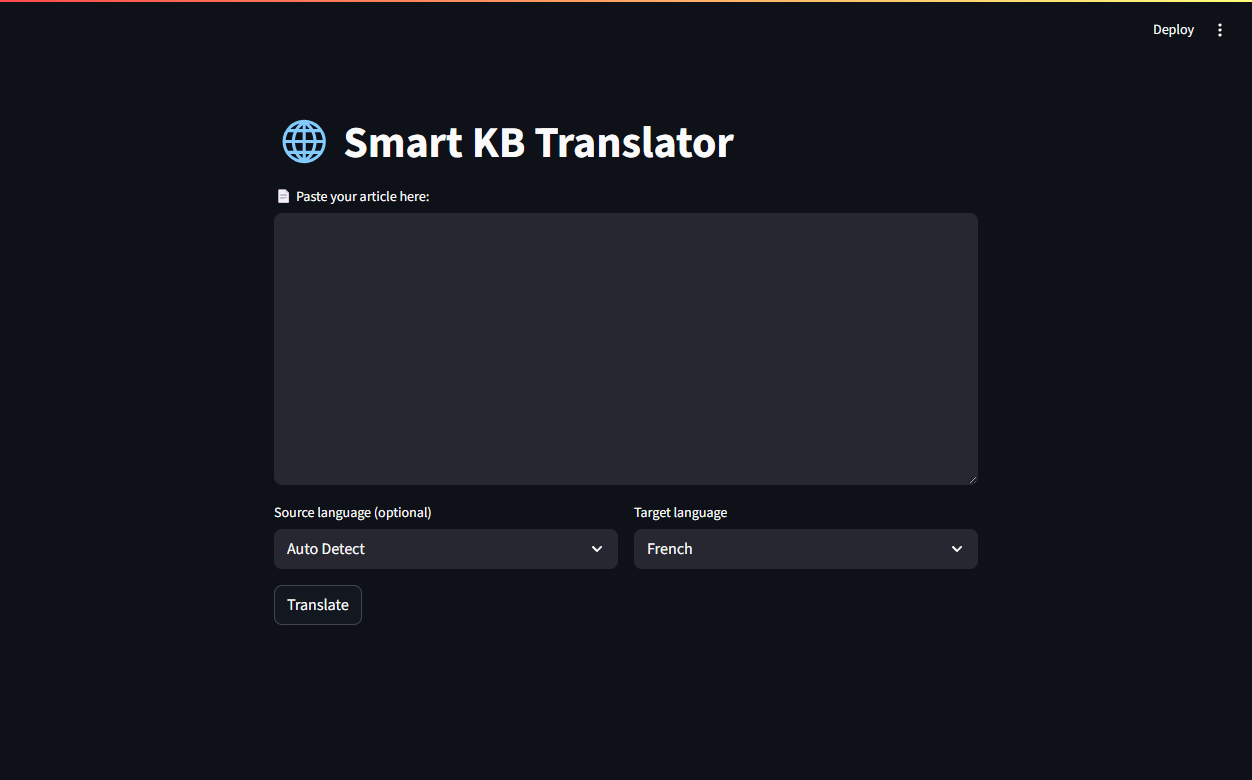 Deploy
Smart KB Translator
Paste your article here:
Source language (optional)
Target language
Auto Detect
French
Translate